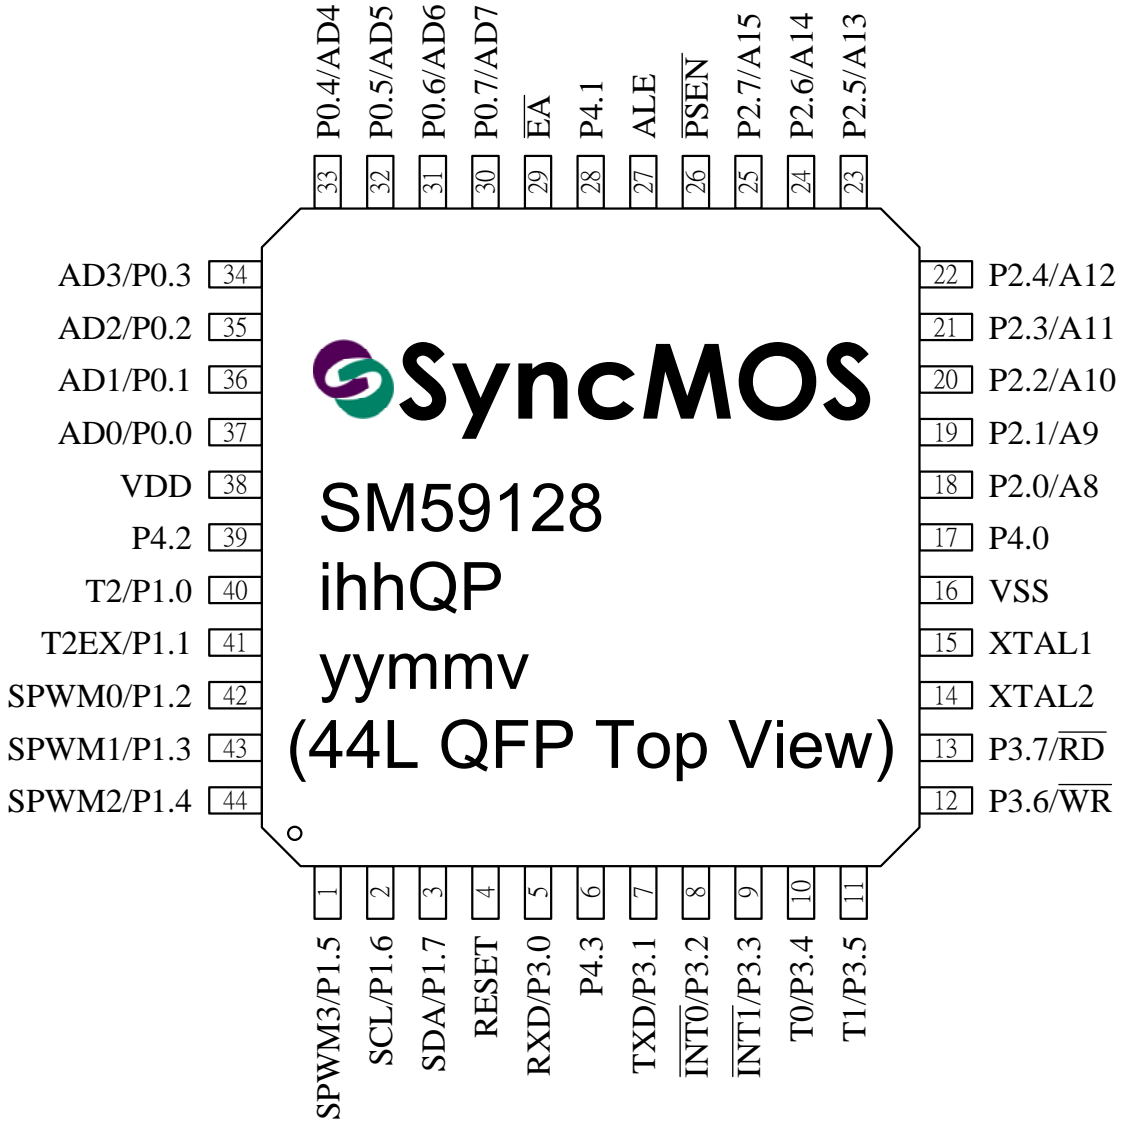 P0.4/AD4
P0.5/AD5
P0.6/AD6
P0.7/AD7
E̅A̅
P4.1
ALE
P̅S̅E̅N̅
P2.7/A15
P2.6/A14
P2.5/A13
33
32
31
30
29
28
27
26
25
24
23
AD3/P0.3 34
AD2/P0.2 35
AD1/P0.1 36
AD0/P0.0 37
VDD 38
P4.2 39
T2/P1.0 40
T2EX/P1.1 41
SPWM0/P1.2 42
SPWM1/P1.3 43
SPWM2/P1.4 44
SyncMOS
SM59128
ihhQP
yymmv
(44L QFP Top View)
22 P2.4/A12
21 P2.3/A11
20 P2.2/A10
19 P2.1/A9
18 P2.0/A8
17 P4.0
16 VSS
15 XTAL1
14 XTAL2
13 P3.7/R̅D̅
12 P3.6/W̅R̅
1
2
3
4
5
6
7
8
9
10
11
SPWM3/P1.5
SCL/P1.6
SDA/P1.7
RESET
RXD/P3.0
P4.3
TXD/P3.1
I̅N̅T̅0̅/P3.2
I̅N̅T̅1̅/P3.3
T0/P3.4
T1/P3.5